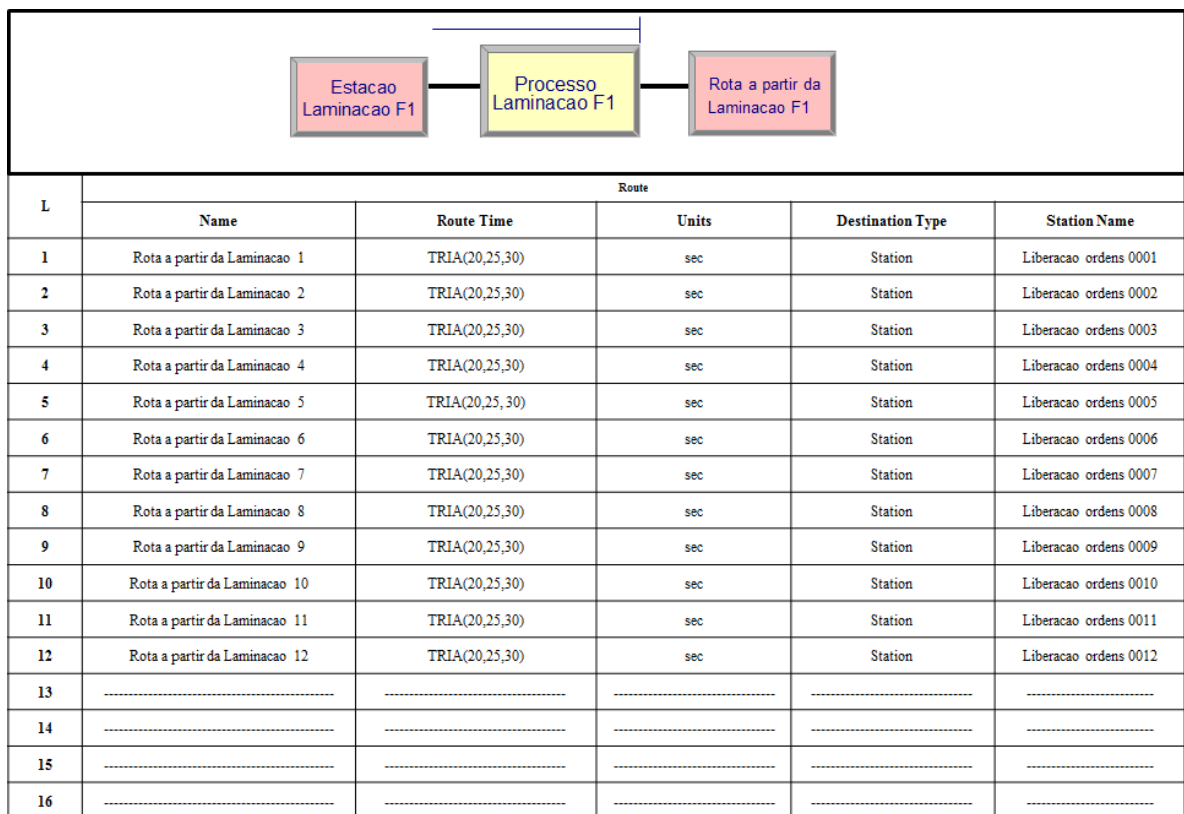 Estacao
Laminacao F1
Processo
Laminacao F1
Rota a partir da
Laminacao F1
L Route
Name Route Time Units Destination Type Station Name
1 Rota a partir da Laminacao 1 TRIA(20,25,30) sec Station Liberacao ordens 0001
2 Rota a partir da Laminacao 2 TRIA(20,25,30) sec Station Liberacao ordens 0002
3 Rota a partir da Laminacao 3 TRIA(20,25,30) sec Station Liberacao ordens 0003
4 Rota a partir da Laminacao 4 TRIA(20,25,30) sec Station Liberacao ordens 0004
5 Rota a partir da Laminacao 5 TRIA(20,25, 30) sec Station Liberacao ordens 0005
6 Rota a partir da Laminacao 6 TRIA(20,25,30) sec Station Liberacao ordens 0006
7 Rota a partir da Laminacao 7 TRIA(20,25,30) sec Station Liberacao ordens 0007
8 Rota a partir da Laminacao 8 TRIA(20,25,30) sec Station Liberacao ordens 0008
9 Rota a partir da Laminacao 9 TRIA(20,25,30) sec Station Liberacao ordens 0009
10 Rota a partir da Laminacao 10 TRIA(20,25,30) sec Station Liberacao ordens 0010
11 Rota a partir da Laminacao 11 TRIA(20,25,30) sec Station Liberacao ordens 0011
12 Rota a partir da Laminacao 12 TRIA(20,25,30) sec Station Liberacao ordens 0012
13
14
15
16